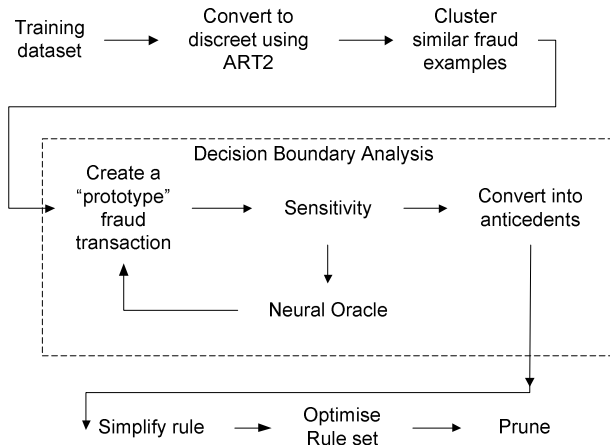 Training
dataset
Convert to
discreet using
ART2
Cluster
similar fraud
examples
Decision Boundary Analysis
Create a
“prototype”
fraud
transaction
Sensitivity
Convert into
anticedents
Neural Oracle
Simplify rule
Optimise
Rule set
Prune